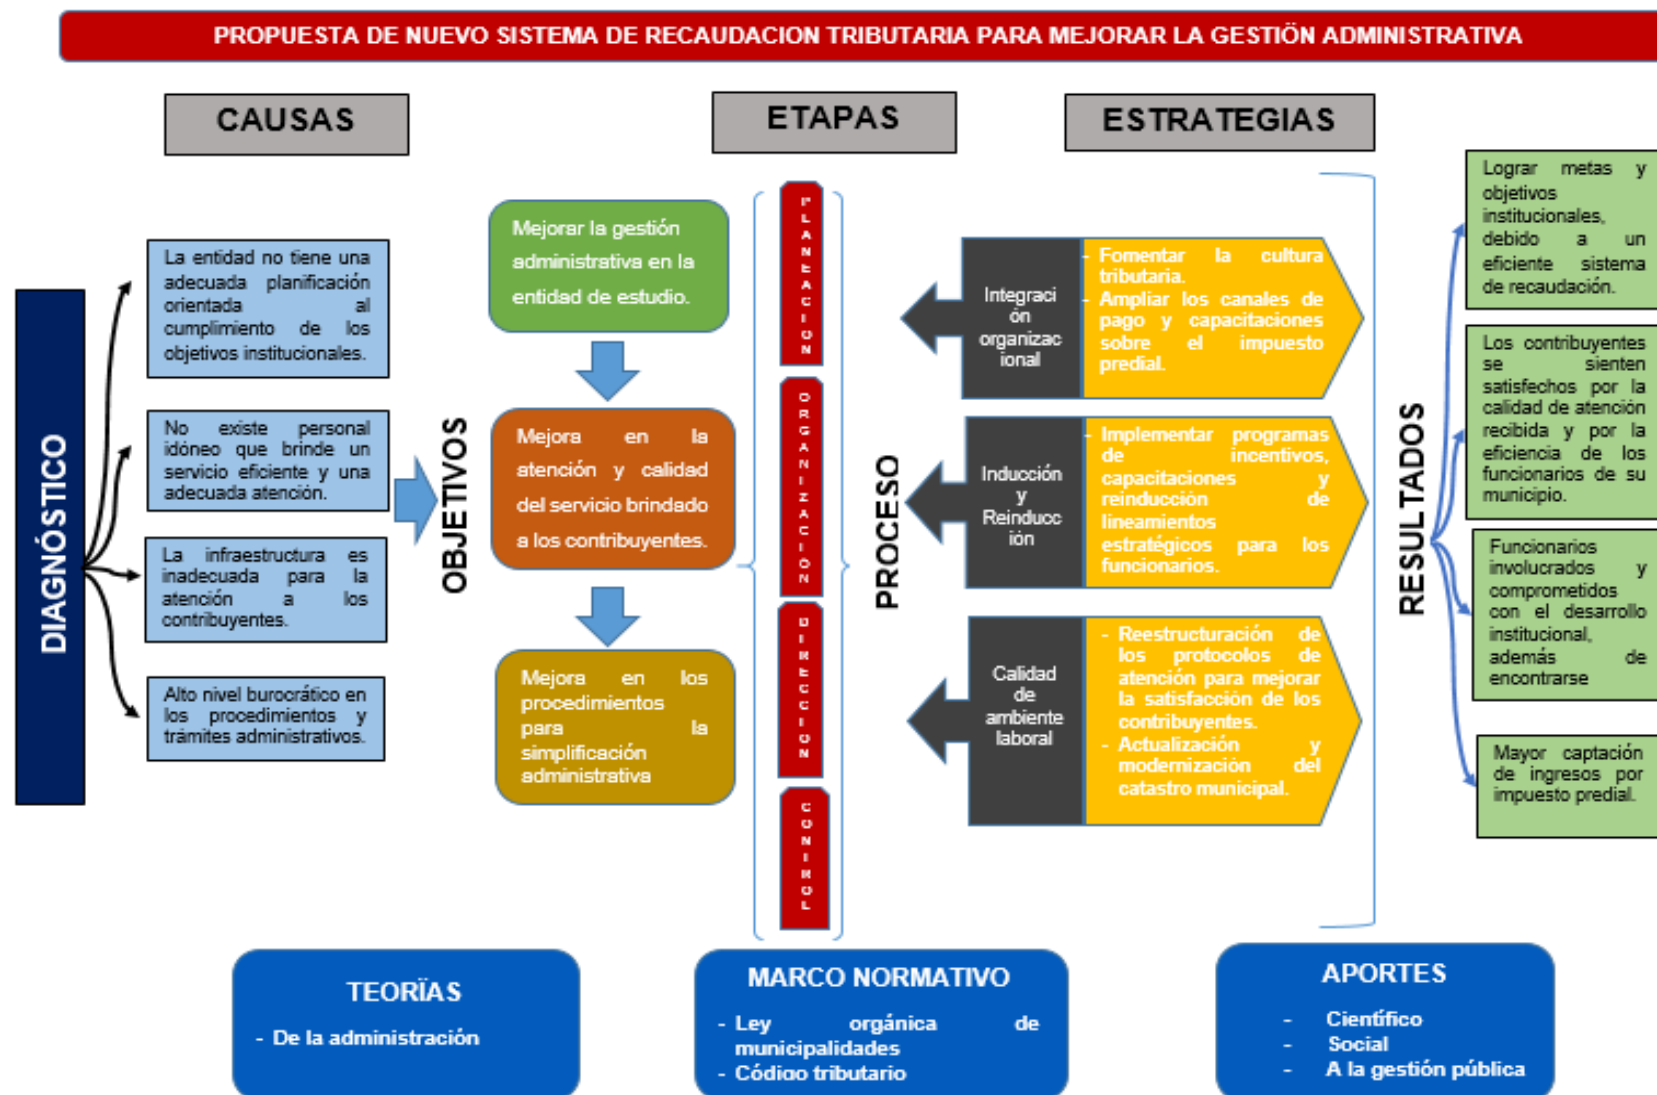 PROPUESTA DE NUEVO SISTEMA DE RECAUDACION TRIBUTARIA PARA MEJORAR LA GESTIÖN ADMINISTRATIVA
CAUSAS
ETAPAS
ESTRATEGIAS
DIAGNÓSTICO
La entidad no tiene una
adecuada planificación
orientada al
cumplimiento de los
objetivos institucionales.
No existe personal
idóneo que brinde un
servicio eficiente y una
adecuada atención.
La infraestructura es
inadecuada para la
atención a los
contribuyentes.
Alto nivel burocrático en
los procedimientos y
trámites administrativos.
OBJETIVOS
Mejorar la gestión
administrativa en la
entidad de estudio.
Mejora en la
atención y calidad
del servicio brindado
a los contribuyentes.
Mejora en los
procedimientos
para la
simplificación
administrativa
PLANEACION
ORGANIZACION
DIRECCION
CONTROL
PROCESO
Integraci
ón
organizac
ional
- Fomentar la cultura
tributaria.
- Ampliar los canales de
pago y capacitaciones
sobre el impuesto
predial.
Inducción
y
Reinducc
ión
- Implementar programas
de incentivos,
capacitaciones y
reinducción de
lineamientos
estratégicos para los
funcionarios.
Calidad
de
ambiente
laboral
- Reestructuración de
los protocolos de
atención para mejorar
la satisfacción de los
contribuyentes.
- Actualización y
modernización del
catastro municipal.
RESULTADOS
Lograr metas y
objetivos
institucionales,
debido a un
eficiente sistema
de recaudación.
Los contribuyentes
se sienten
satisfechos por la
calidad de atención
recibida y por la
eficiencia de los
funcionarios de su
municipio.
Funcionarios
involucrados y
comprometidos
con el desarrollo
institucional,
además de
encontrarse
Mayor captación
de ingresos por
impuesto predial.
TEORÏAS
- De la administración
MARCO NORMATIVO
- Ley orgánica de
municipalidades
- Código tributario
APORTES
- Científico
- Social
- A la gestión pública